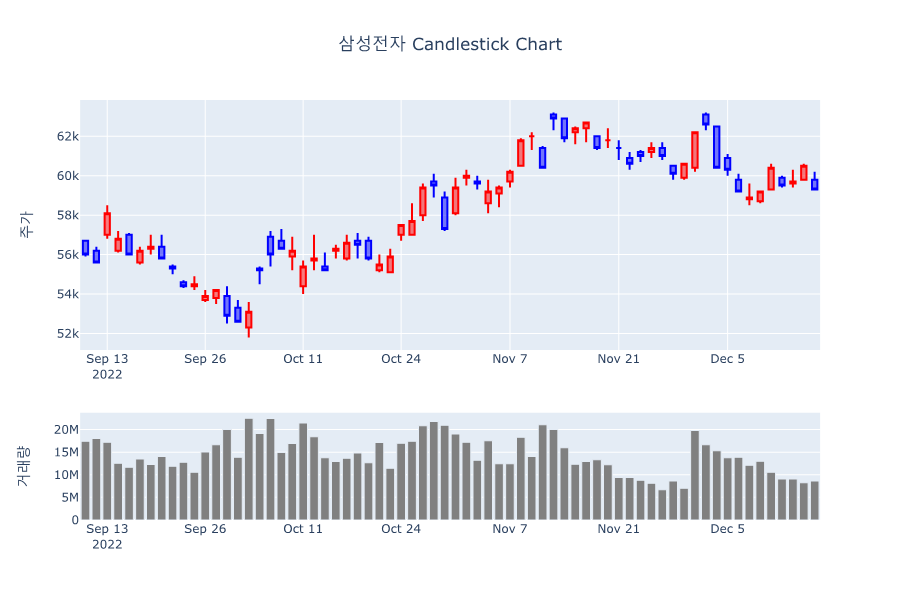 삼성전자 Candlestick Chart
주가
62k
60k
58k
56k
54k
52k
Sep 13
2022
Sep 26
Oct 11
Oct 24
Nov 7
Nov 21
Dec 5
거래량
20M
15M
10M
5M
0
Sep 13
2022
Sep 26
Oct 11
Oct 24
Nov 7
Nov 21
Dec 5